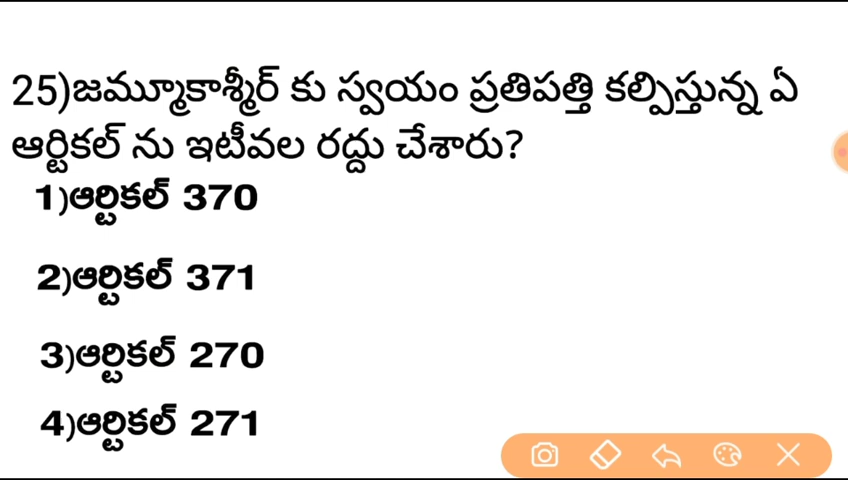 25)జమ్మూకాశ్మీర్ కు స్వయం ప్రతిపత్తి కల్పిస్తున్న ఏ
ఆర్టికల్ ను ఇటీవల రద్దు చేశారు?
1)ఆర్టికల్ 370
2)ఆర్టికల్ 371
3)ఆర్టికల్ 270
4)ఆర్టికల్ 271